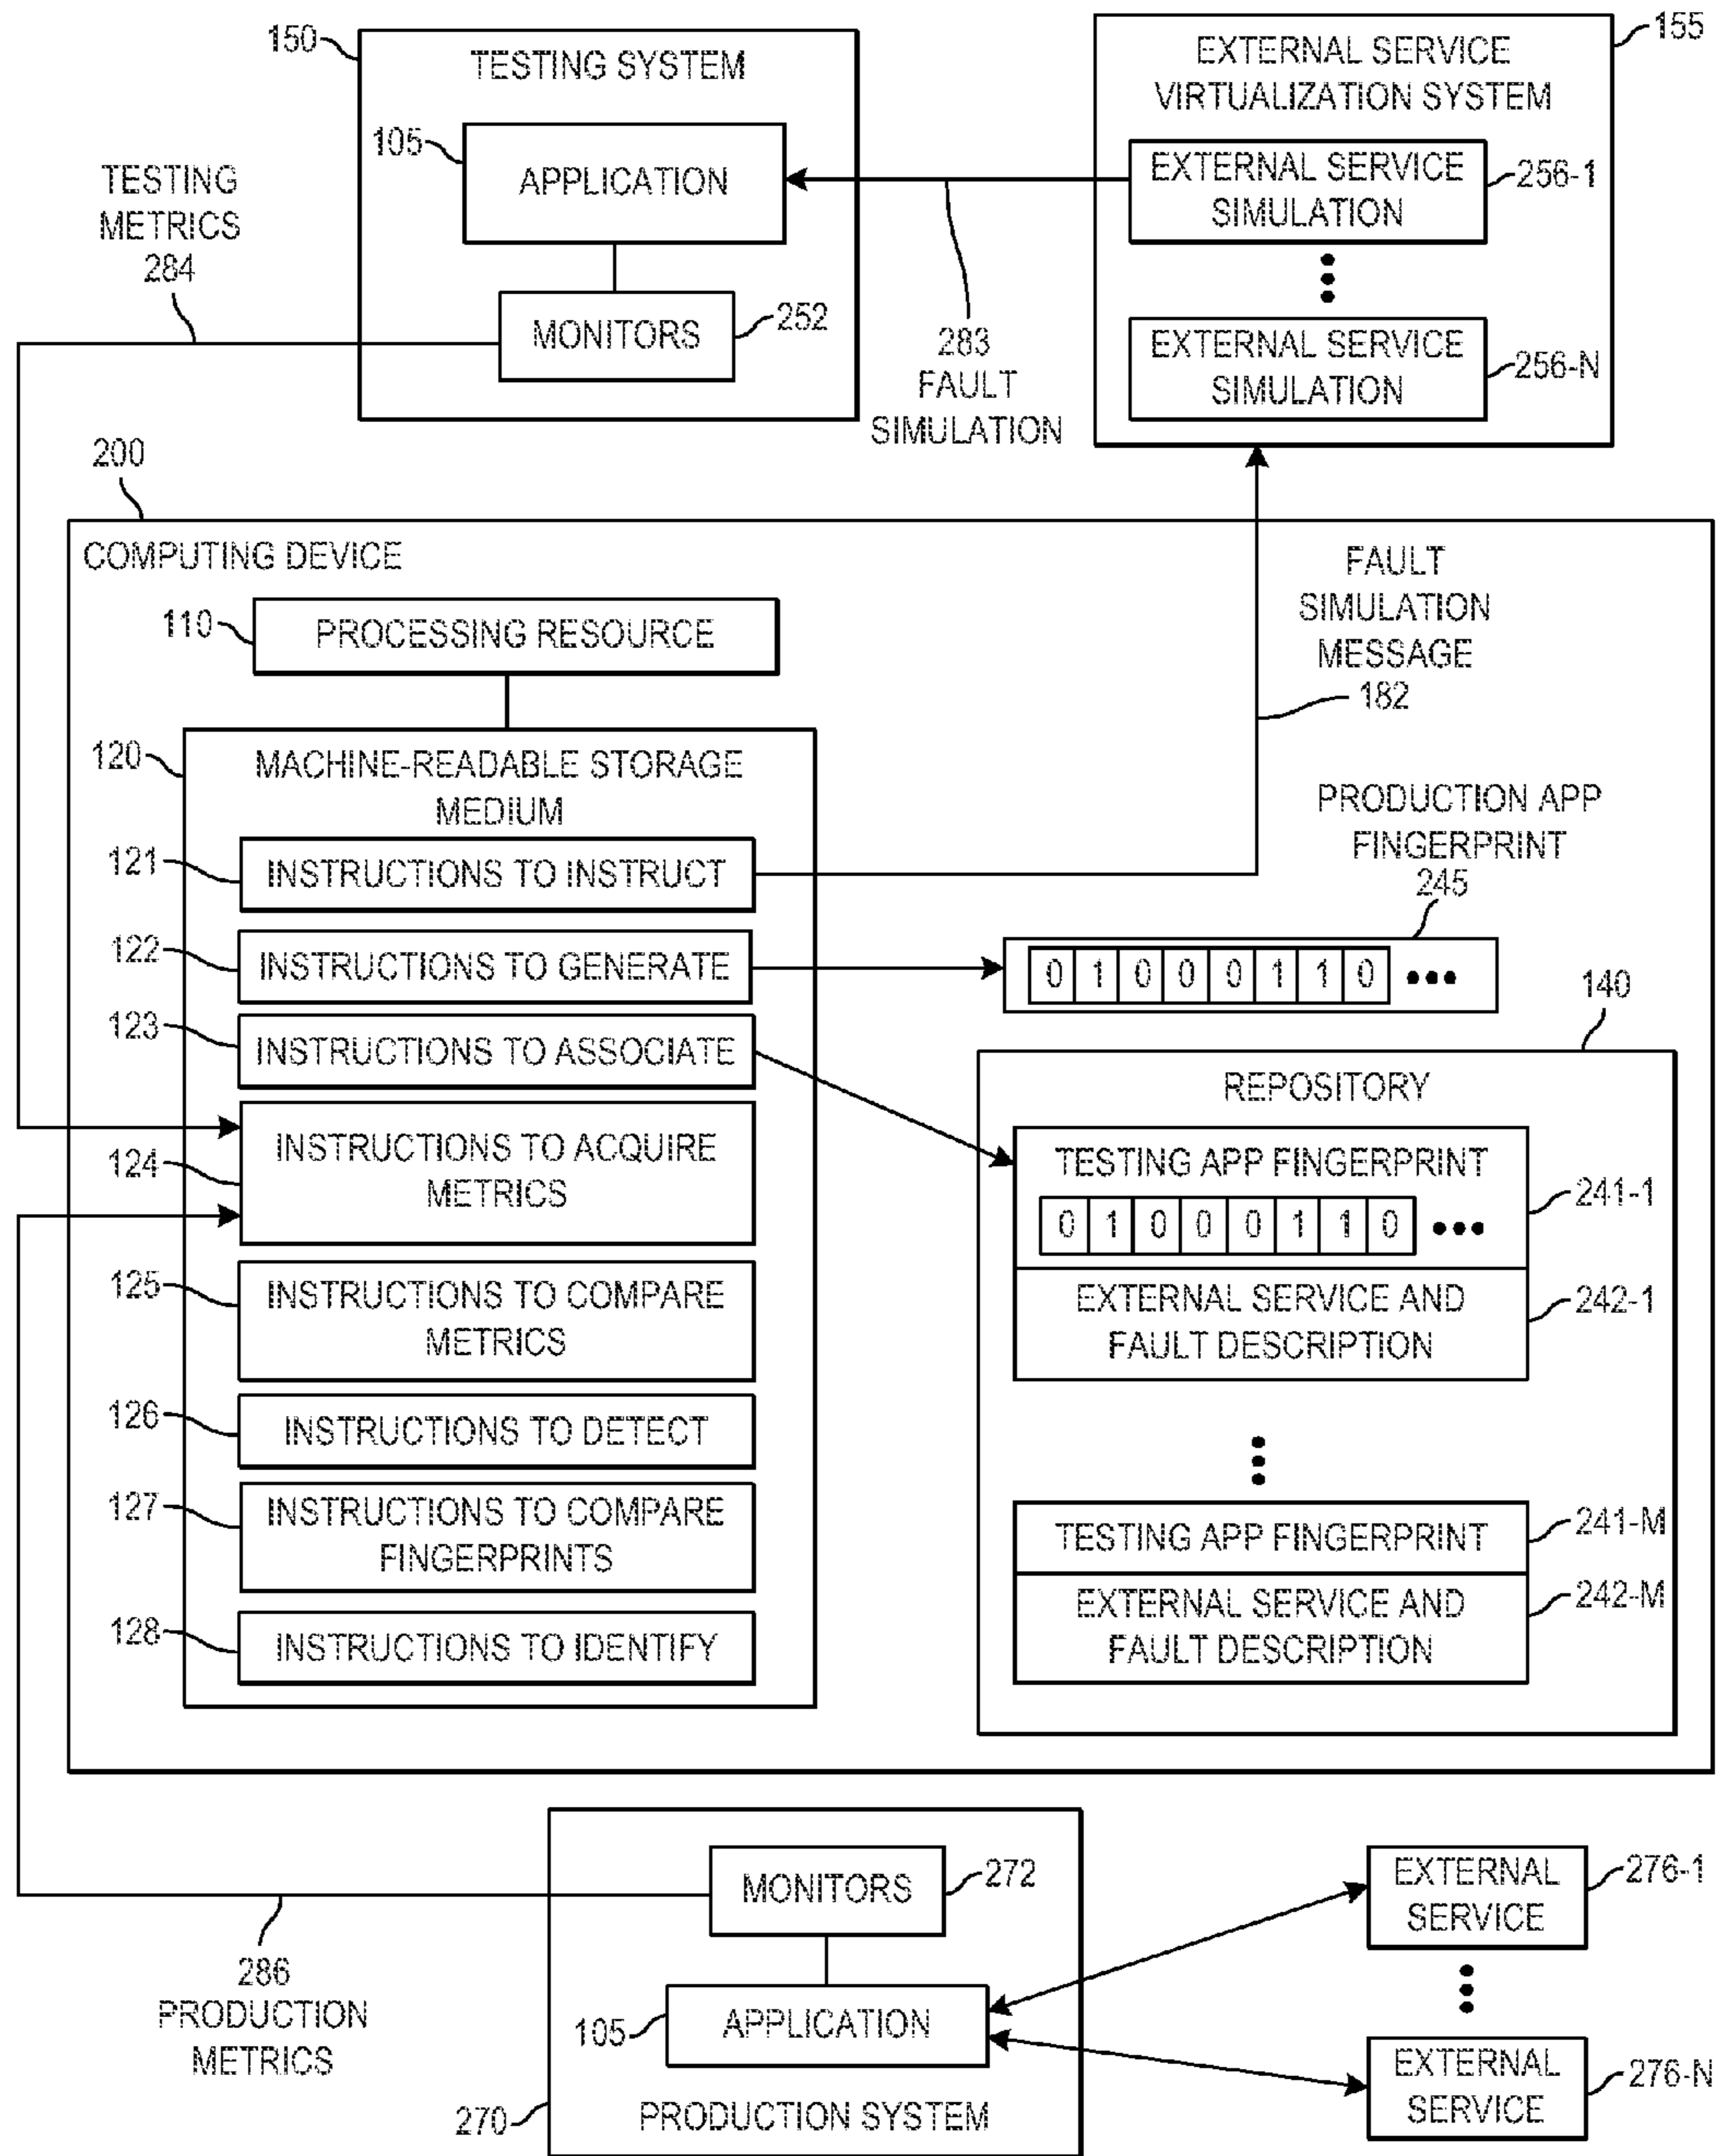 150
TESTING SYSTEM
105
APPLICATION
MONITORS
252
TESTING
METRICS
284
283
FAULT
SIMULATION
155
EXTERNAL SERVICE
VIRTUALIZATION SYSTEM
EXTERNAL SERVICE
SIMULATION
256-1
EXTERNAL SERVICE
SIMULATION
256-N
200
COMPUTING DEVICE
110
PROCESSING RESOURCE
FAULT
SIMULATION
MESSAGE
182
120
MACHINE-READABLE STORAGE
MEDIUM
121
INSTRUCTIONS TO INSTRUCT
122
INSTRUCTIONS TO GENERATE
123
INSTRUCTIONS TO ASSOCIATE
124
INSTRUCTIONS TO ACQUIRE
METRICS
125
INSTRUCTIONS TO COMPARE
METRICS
126
INSTRUCTIONS TO DETECT
127
INSTRUCTIONS TO COMPARE
FINGERPRINTS
128
INSTRUCTIONS TO IDENTIFY
PRODUCTION APP
FINGERPRINT
245
0 1 0 0 0 1 1 0 •••
140
REPOSITORY
TESTING APP FINGERPRINT
0 1 0 0 0 1 1 0 •••
241-1
EXTERNAL SERVICE AND
FAULT DESCRIPTION
242-1
TESTING APP FINGERPRINT
241-M
EXTERNAL SERVICE AND
FAULT DESCRIPTION
242-M
286
PRODUCTION
METRICS
MONITORS
272
105
APPLICATION
270
PRODUCTION SYSTEM
EXTERNAL
SERVICE
276-1
EXTERNAL
SERVICE
276-N